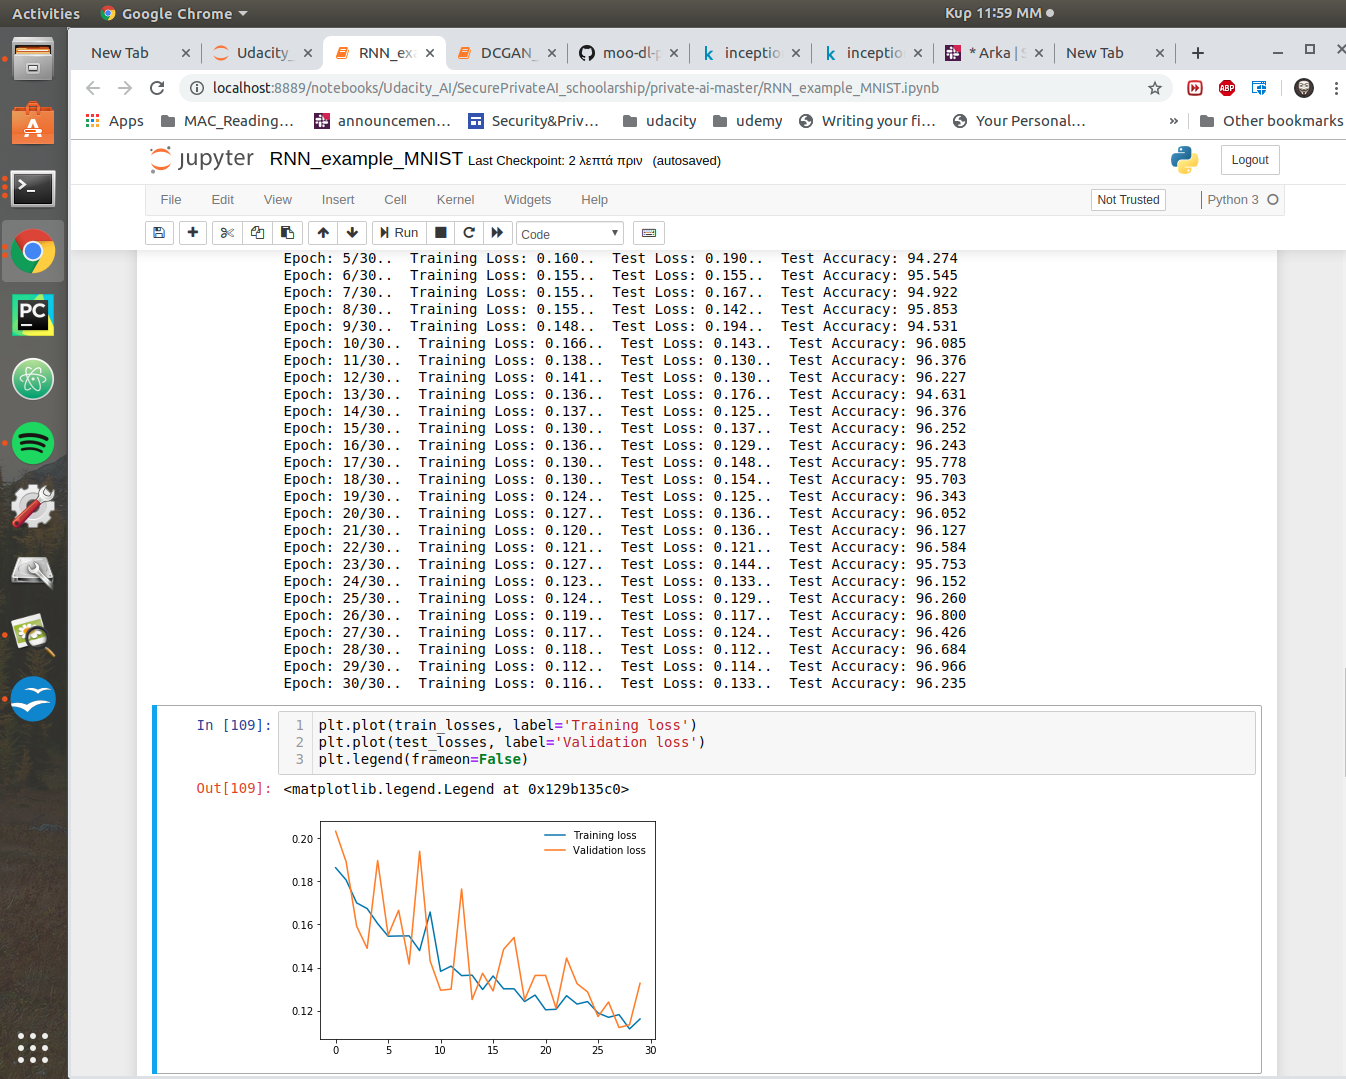 Activities Google Chrome Κυρ 11:59 ΜΜ
New Tab Udacity_ RNN_ex DCGAN_ moo-dl-p inceptio inception * Arka | S New Tab
localhost:8889/notebooks/Udacity_AI/SecurePrivateAI_schoolarship/private-ai-master/RNN_example_MNIST.ipynb ABP
Apps MAC_Reading... announcemen... Security&Priv... udacity udemy Writing your fi... Your Personal... » Other bookmarks
jupyter RNN_example_MNIST Last Checkpoint: 2 λεπτά πριν (autosaved) Logout
File Edit View Insert Cell Kernel Widgets Help Not Trusted Python 3
Run Code
Epoch: 5/30.. Training Loss: 0.160.. Test Loss: 0.190.. Test Accuracy: 94.274
Epoch: 6/30.. Training Loss: 0.155.. Test Loss: 0.155.. Test Accuracy: 95.545
Epoch: 7/30.. Training Loss: 0.155.. Test Loss: 0.167.. Test Accuracy: 94.922
Epoch: 8/30.. Training Loss: 0.155.. Test Loss: 0.142.. Test Accuracy: 95.853
Epoch: 9/30.. Training Loss: 0.148.. Test Loss: 0.194.. Test Accuracy: 94.531
Epoch: 10/30.. Training Loss: 0.166.. Test Loss: 0.143.. Test Accuracy: 96.085
Epoch: 11/30.. Training Loss: 0.138.. Test Loss: 0.130.. Test Accuracy: 96.376
Epoch: 12/30.. Training Loss: 0.141.. Test Loss: 0.130.. Test Accuracy: 96.227
Epoch: 13/30.. Training Loss: 0.136.. Test Loss: 0.176.. Test Accuracy: 94.631
Epoch: 14/30.. Training Loss: 0.137.. Test Loss: 0.125.. Test Accuracy: 96.376
Epoch: 15/30.. Training Loss: 0.130.. Test Loss: 0.137.. Test Accuracy: 96.252
Epoch: 16/30.. Training Loss: 0.136.. Test Loss: 0.129.. Test Accuracy: 96.243
Epoch: 17/30.. Training Loss: 0.130.. Test Loss: 0.148.. Test Accuracy: 95.778
Epoch: 18/30.. Training Loss: 0.130.. Test Loss: 0.154.. Test Accuracy: 95.703
Epoch: 19/30.. Training Loss: 0.124.. Test Loss: 0.125.. Test Accuracy: 96.343
Epoch: 20/30.. Training Loss: 0.127.. Test Loss: 0.136.. Test Accuracy: 96.052
Epoch: 21/30.. Training Loss: 0.120.. Test Loss: 0.136.. Test Accuracy: 96.127
Epoch: 22/30.. Training Loss: 0.121.. Test Loss: 0.121.. Test Accuracy: 96.584
Epoch: 23/30.. Training Loss: 0.127.. Test Loss: 0.144.. Test Accuracy: 95.753
Epoch: 24/30.. Training Loss: 0.123.. Test Loss: 0.133.. Test Accuracy: 96.152
Epoch: 25/30.. Training Loss: 0.124.. Test Loss: 0.129.. Test Accuracy: 96.260
Epoch: 26/30.. Training Loss: 0.119.. Test Loss: 0.117.. Test Accuracy: 96.800
Epoch: 27/30.. Training Loss: 0.117.. Test Loss: 0.124.. Test Accuracy: 96.426
Epoch: 28/30.. Training Loss: 0.118.. Test Loss: 0.112.. Test Accuracy: 96.684
Epoch: 29/30.. Training Loss: 0.112.. Test Loss: 0.114.. Test Accuracy: 96.966
Epoch: 30/30.. Training Loss: 0.116.. Test Loss: 0.133.. Test Accuracy: 96.235
In [109]: 1 plt.plot(train_losses, label='Training loss')
2 plt.plot(test_losses, label='Validation loss')
3 plt.legend(frameon=False)
Out[109]: <matplotlib.legend.Legend at 0x129b135c0>
Training loss
Validation loss
0.20
0.18
0.16
0.14
0.12
0 5 10 15 20 25 30
PC